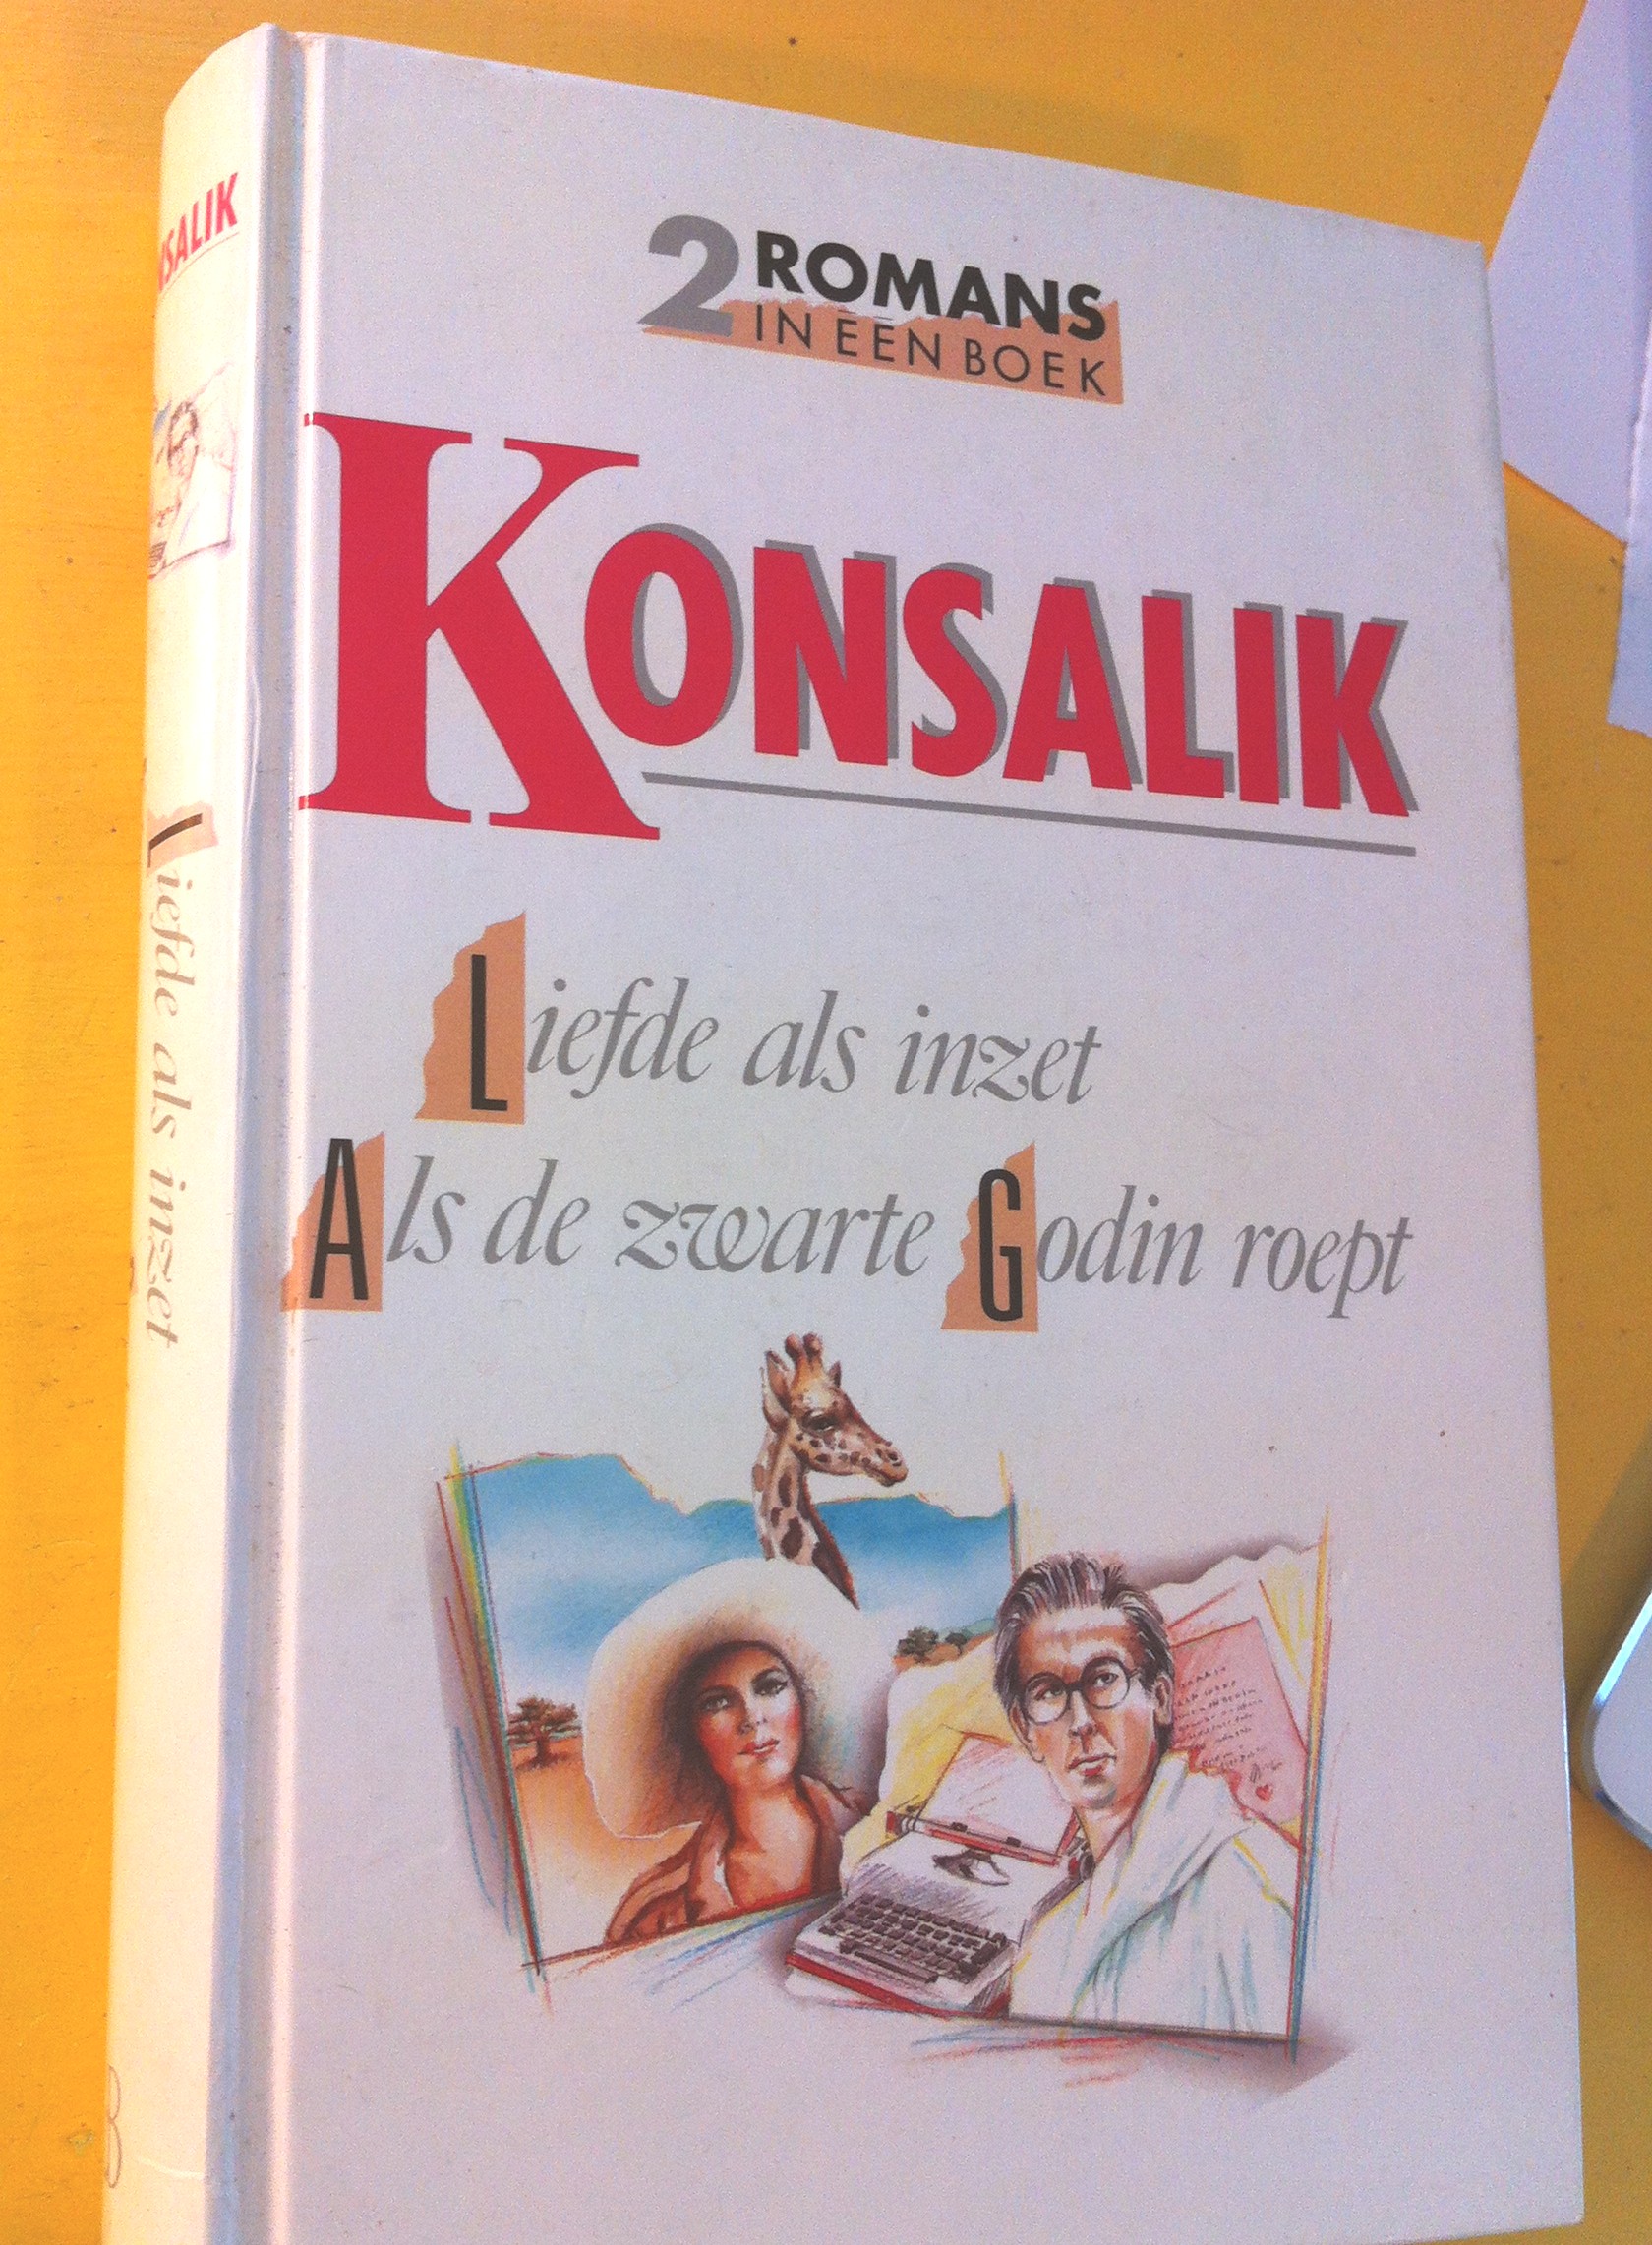 2 ROMANS
IN EEN BOEK
KONSALIK
Liefde als inzet
Als de zwarte Godin roept
NSALIK
Liefde als inzet